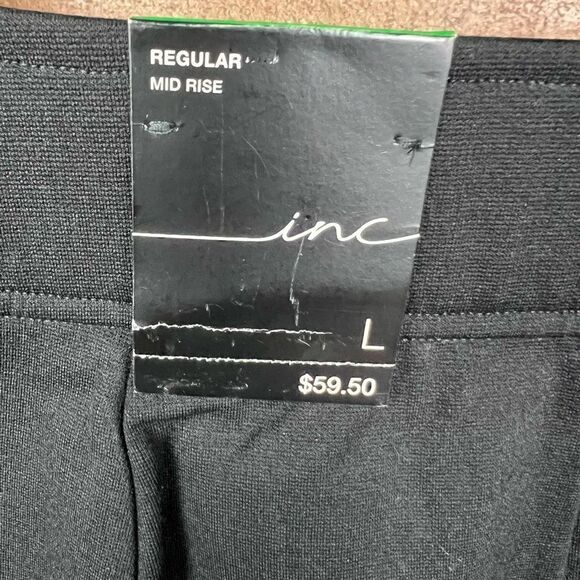 REGULAR
MID RISE
inc
L
$59.50